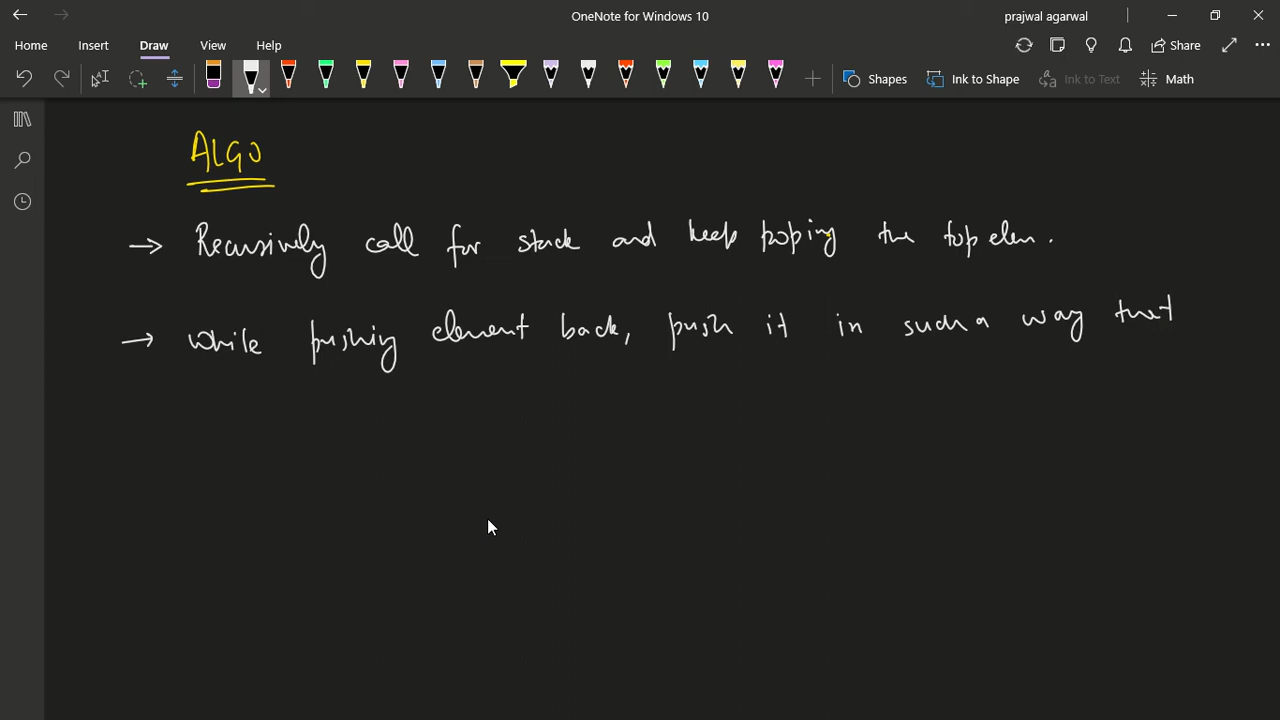 OneNote for Windows 10
prajwal agarwal
Home Insert Draw View Help
Share
Shapes Ink to Shape Ink to Text Math
ALGO
→ Recursively call for stack and keep poping the top elem.
→ while pushing element back, push it in such a way that